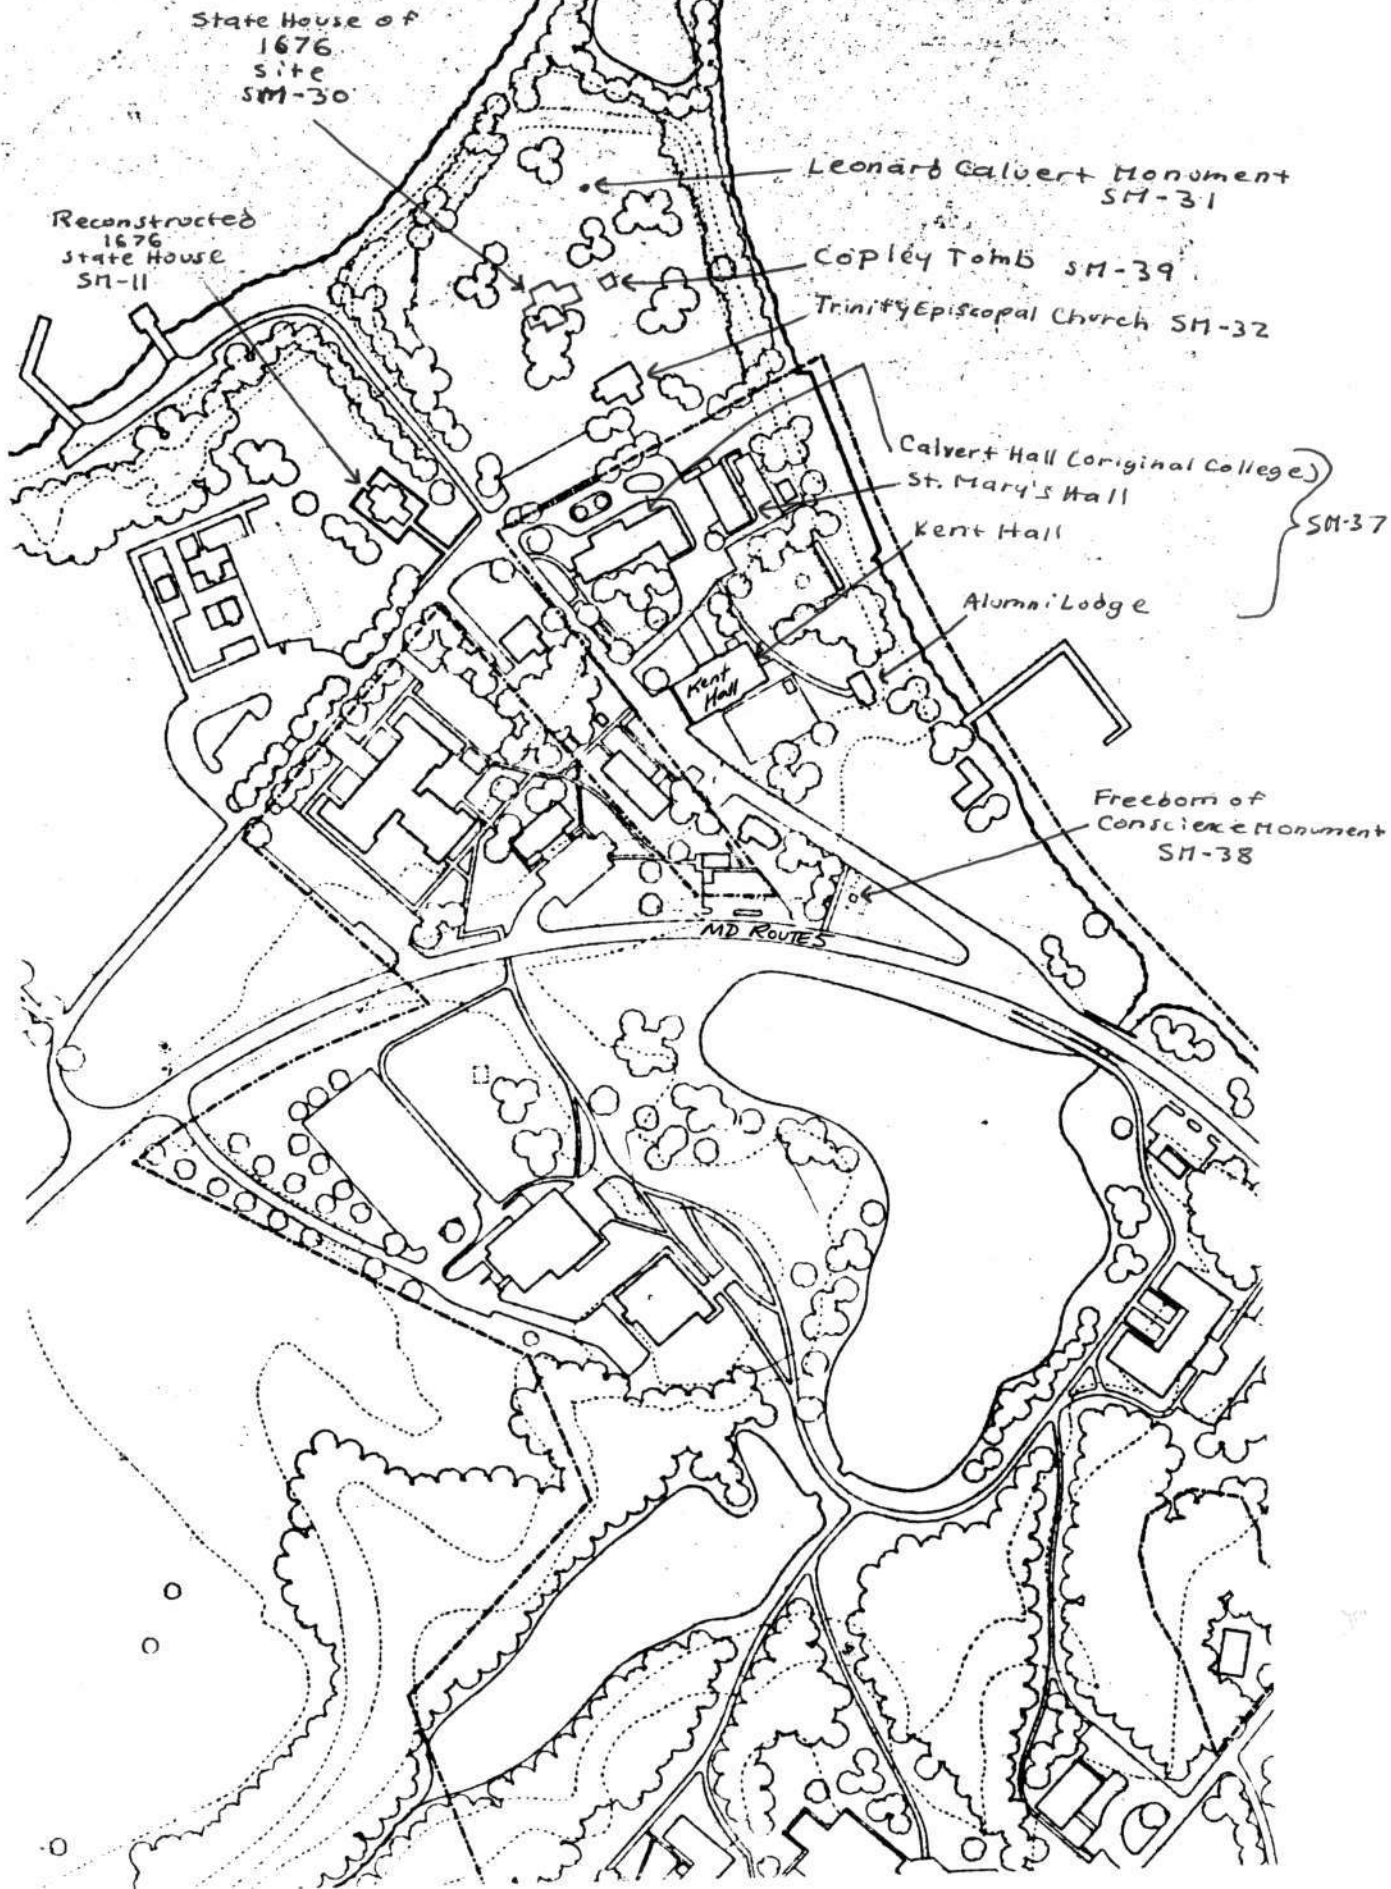 State House of
1676
site
SM-30
Leonard Calvert Monument
SM-31
Reconstructed
1676
State House
SM-11
Copley Tomb SM-39
Trinity Episcopal Church SM-32
Calvert Hall (original College)
St. Mary's Hall
SM-37
Kent Hall
Alumni Lodge
Kent
Hall
Freedom of
Conscience Monument
SM-38
MD ROUTE 5